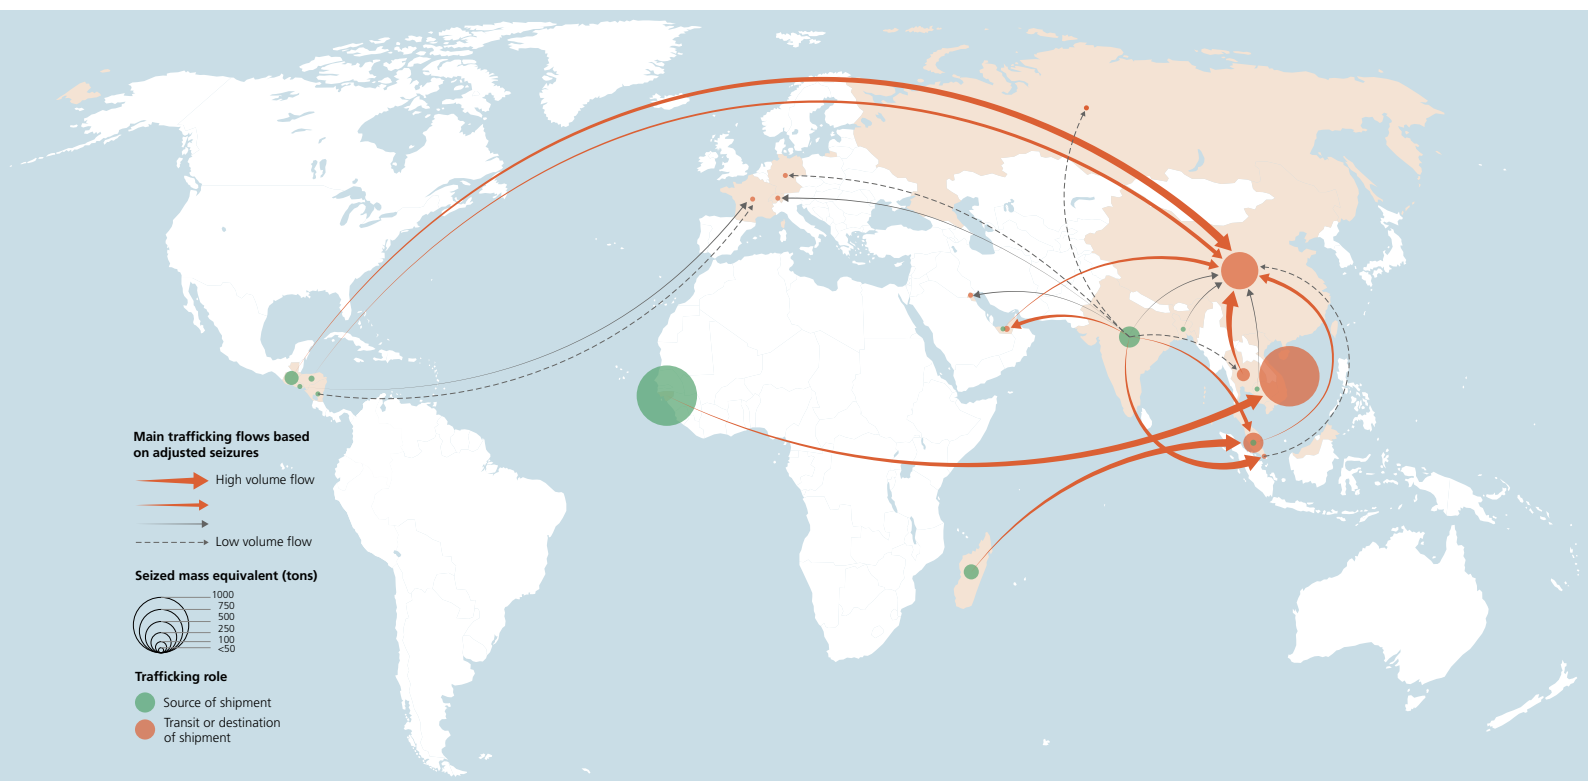 Main trafficking flows based
on adjusted seizures
High volume flow
Low volume flow
Seized mass equivalent (tons)
1000
750
500
250
100
<50
Trafficking role
Source of shipment
Transit or destination
of shipment